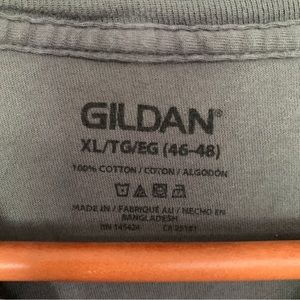 GILDAN®
XL/TG/EG (46-48)
100% COTTON / COTON / ALGODÓN
MADE IN / FABRIQUÉ AU / HECHO EN
BANGLADESH